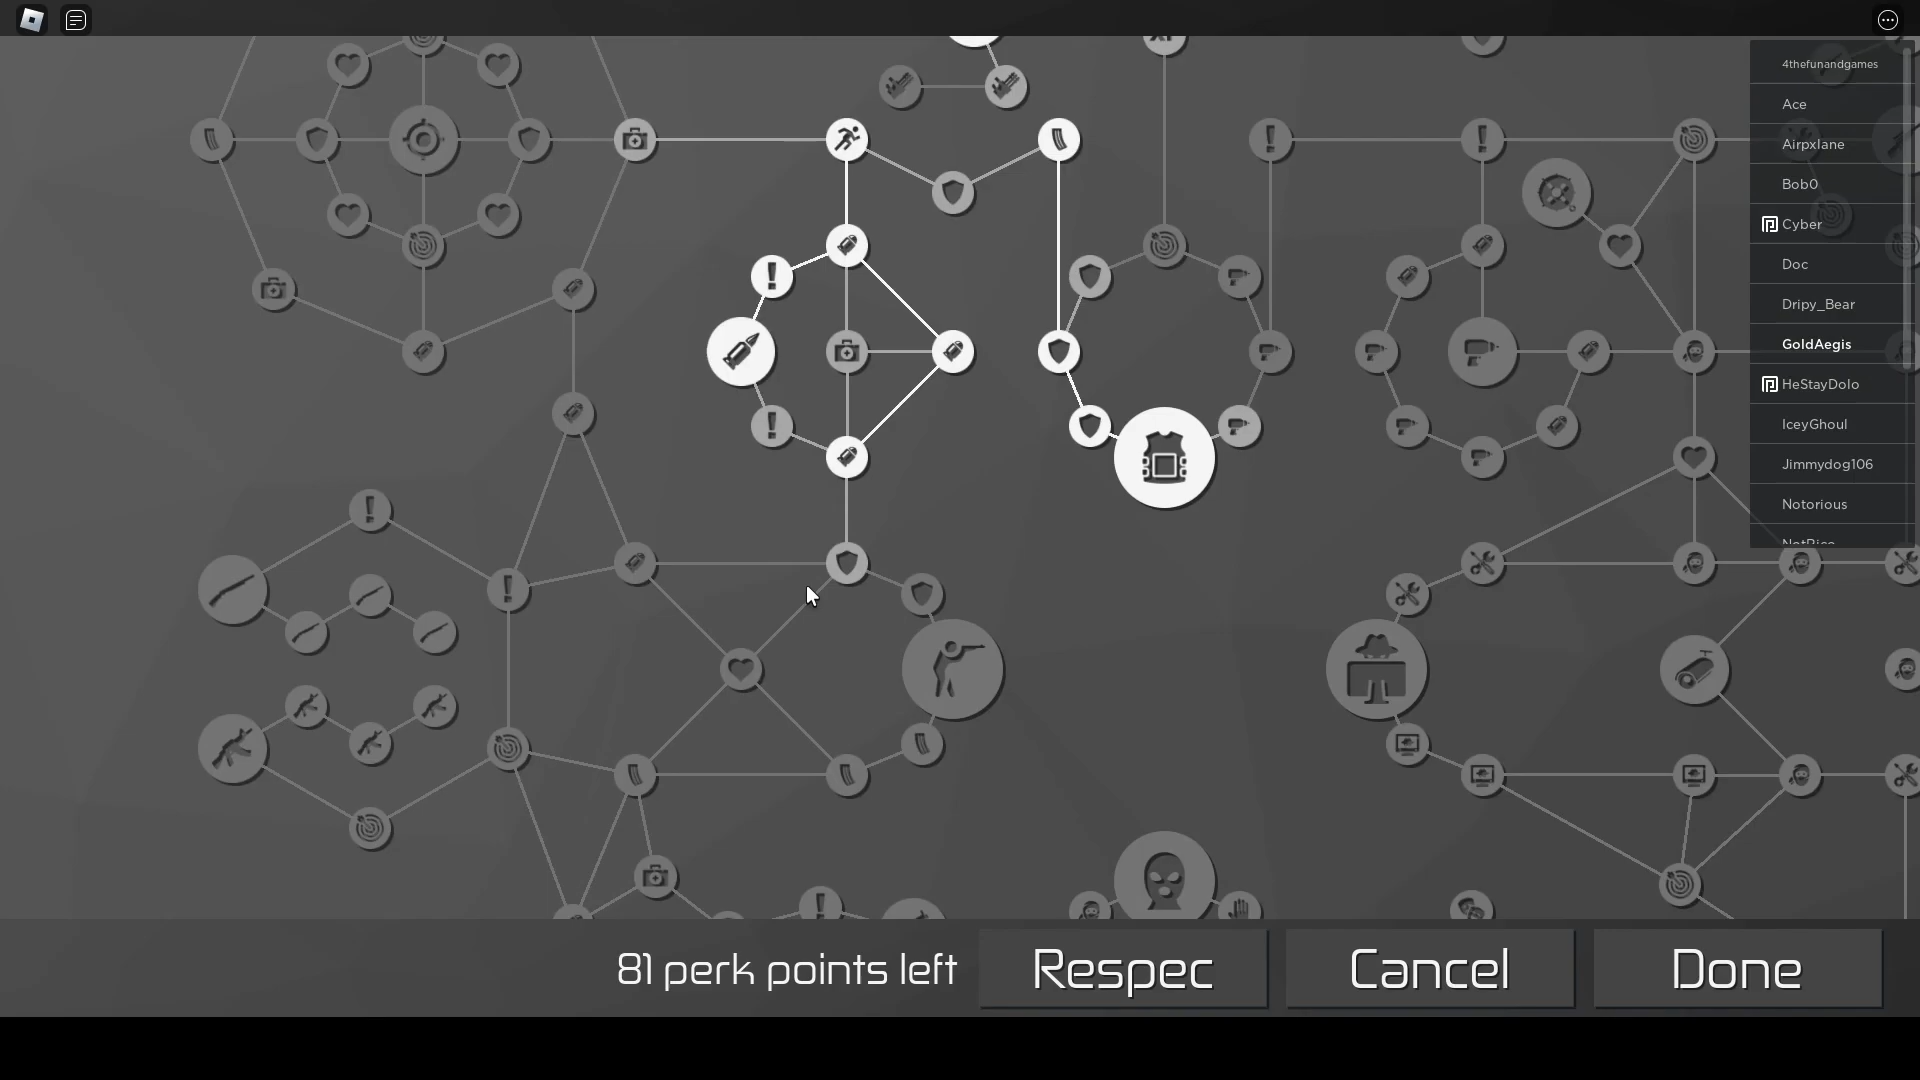 XP
4thefunandgames
Ace
Airpxlane
Bob0
Cyber
Doc
Dripy_Bear
GoldAegis
HeStayDolo
IceyGhoul
Jimmydog106
Notorious
81 perk points left
Respec
Cancel
Done